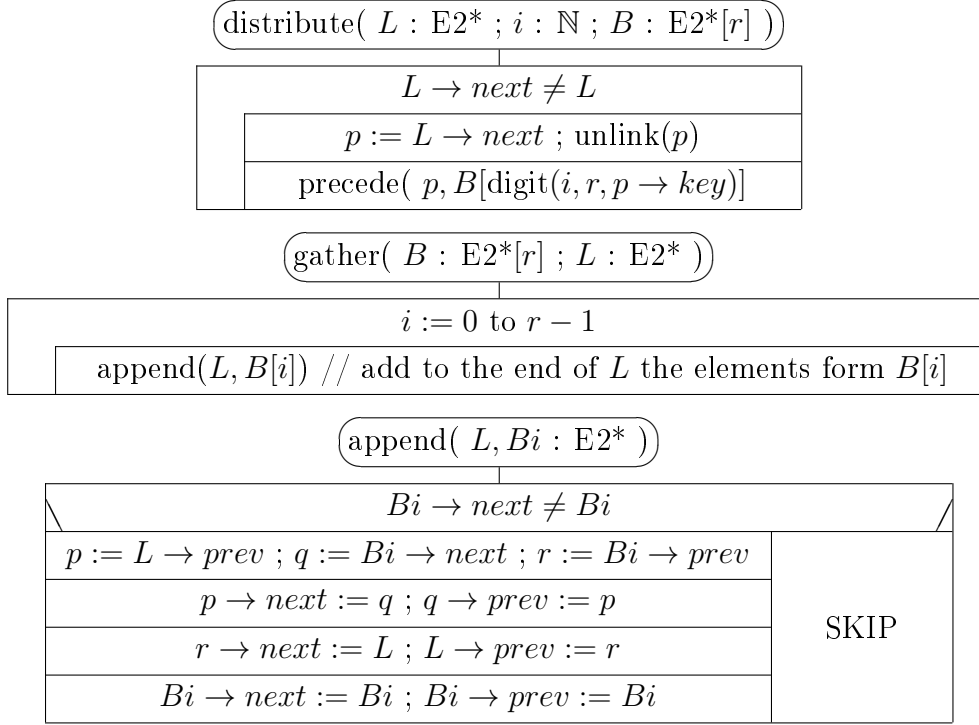 distribute( L : E2* ; i : ℕ ; B : E2*[r] )
L → next ≠ L
p := L → next ; unlink(p)
precede( p, B[digit(i, r, p → key)]
gather( B : E2*[r] ; L : E2* )
i := 0 to r − 1
append(L, B[i]) // add to the end of L the elements form B[i]
append( L, Bi : E2* )
Bi → next ≠ Bi
p := L → prev ; q := Bi → next ; r := Bi → prev
p → next := q ; q → prev := p
r → next := L ; L → prev := r
Bi → next := Bi ; Bi → prev := Bi
SKIP